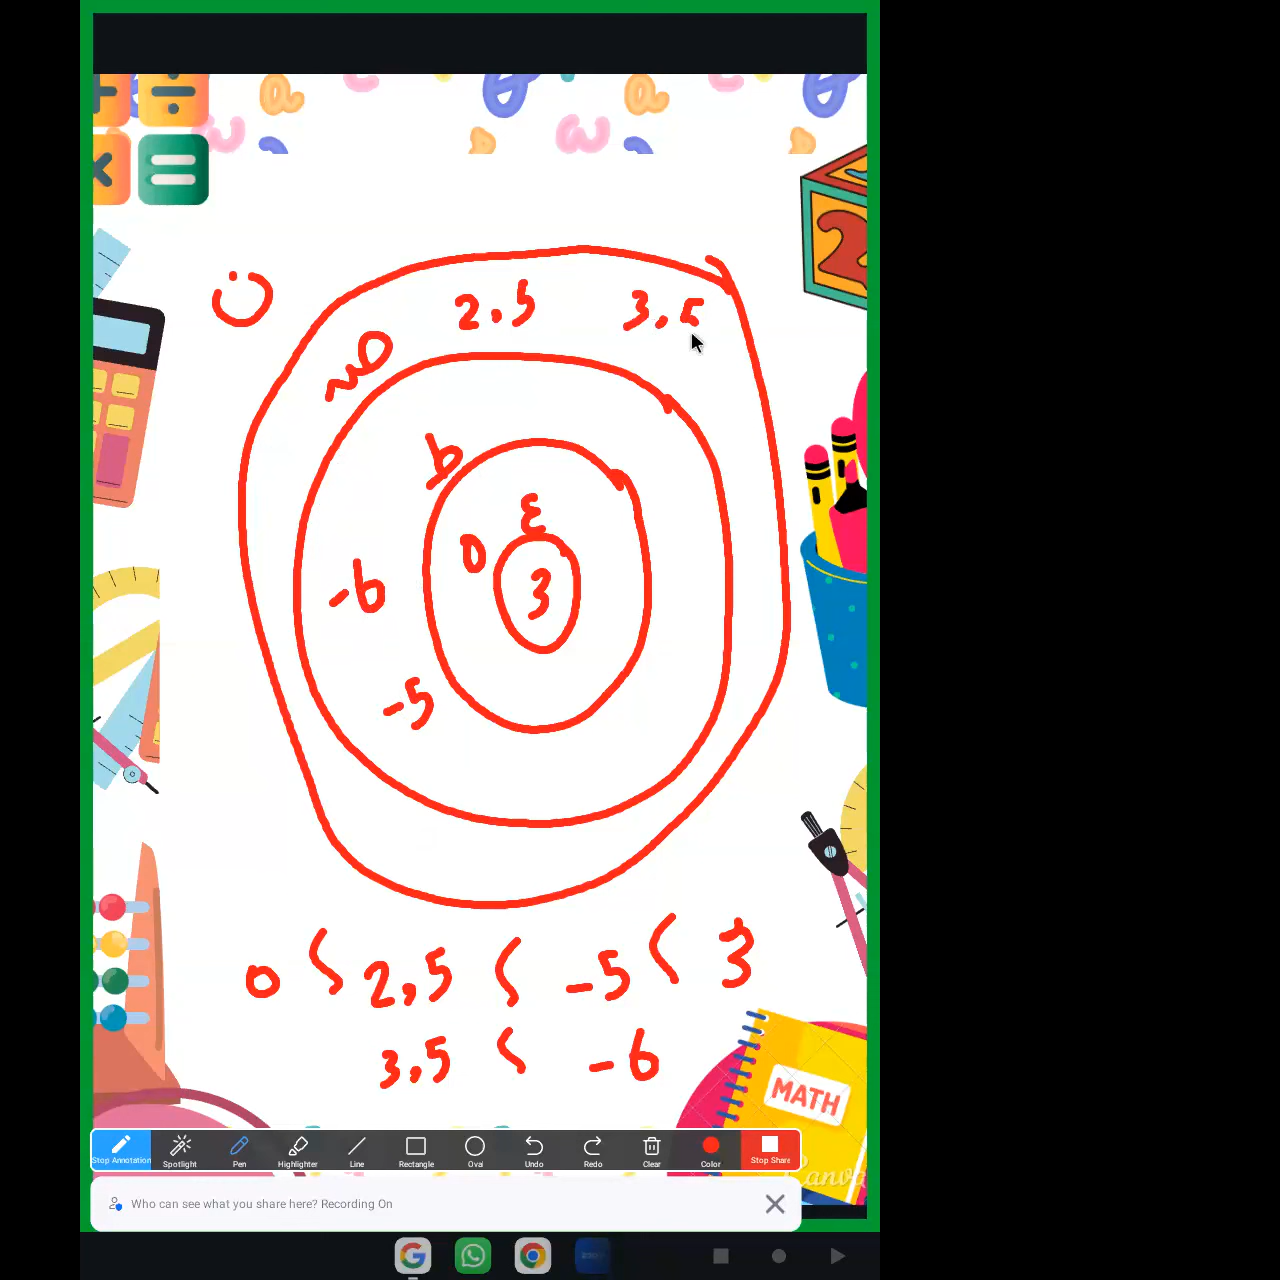 ن
2,5 3,5
ص
ط
ع
0
3
-6
-5
0 < 2,5 < -5 < 3
3,5 < -6
MATH
Stop Annotation Spotlight Pen Highlighter Line Rectangle Oval Undo Redo Clear Color Stop Share
Who can see what you share here? Recording On